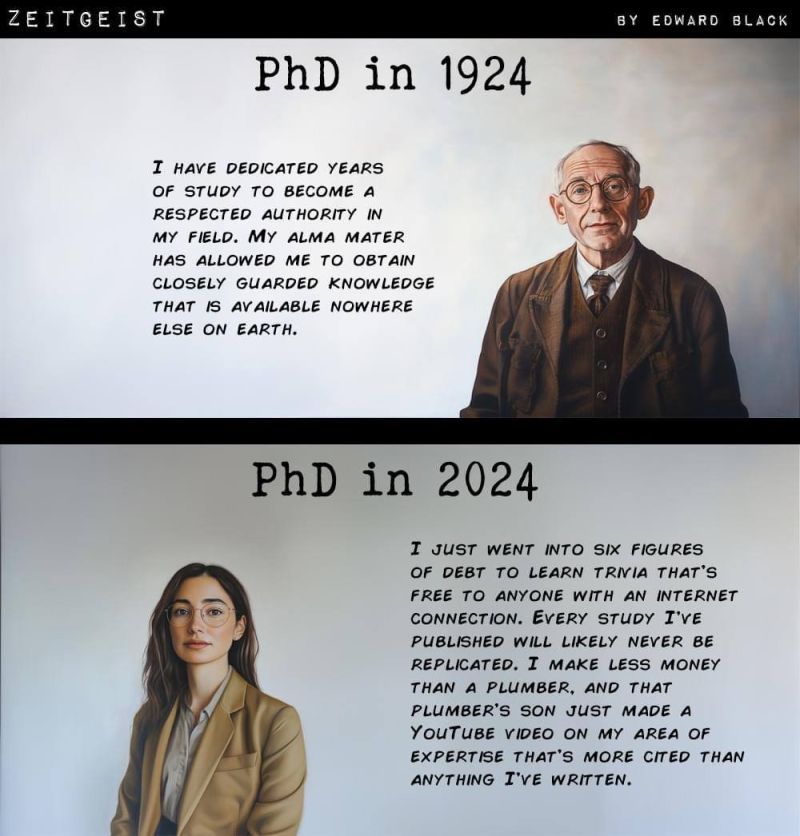 ZEITGEIST
BY EDWARD BLACK
PhD in 1924
I HAVE DEDICATED YEARS
OF STUDY TO BECOME A
RESPECTED AUTHORITY IN
MY FIELD. MY ALMA MATER
HAS ALLOWED ME TO OBTAIN
CLOSELY GUARDED KNOWLEDGE
THAT IS AVAILABLE NOWHERE
ELSE ON EARTH.
PhD in 2024
I JUST WENT INTO SIX FIGURES
OF DEBT TO LEARN TRIVIA THAT'S
FREE TO ANYONE WITH AN INTERNET
CONNECTION. EVERY STUDY I'VE
PUBLISHED WILL LIKELY NEVER BE
REPLICATED. I MAKE LESS MONEY
THAN A PLUMBER, AND THAT
PLUMBER'S SON JUST MADE A
YOUTUBE VIDEO ON MY AREA OF
EXPERTISE THAT'S MORE CITED THAN
ANYTHING I'VE WRITTEN.